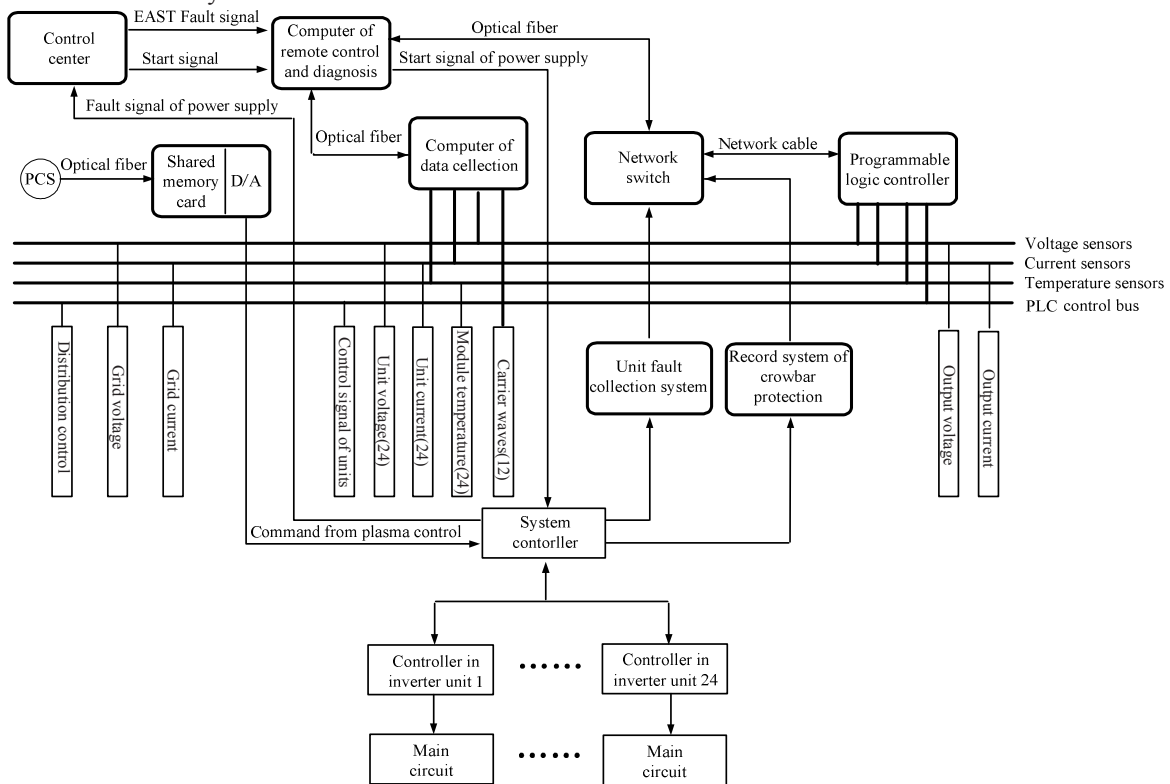 EAST Fault signal
Control
center
Start signal
Computer of
remote control
and diagnosis
Optical fiber
Start signal of power supply
Fault signal of power supply
Optical fiber
Computer of
data cellection
Network
switch
Network cable
Programmable
logic controller
PCS
Optical fiber
Shared
memory
card
D/A
Voltage sensors
Current sensors
Temperature sensors
PLC control bus
Distribution control
Grid voltage
Grid current
Control signal of units
Unit voltage(24)
Unit current(24)
Module temperature(24)
Carrier waves(12)
Unit fault
collection system
Record system of
crowbar
protection
Output voltage
Output current
Command from plasma control
System
contorller
Controller in
inverter unit 1
......
Controller in
inverter unit 24
Main
circuit
......
Main
circuit